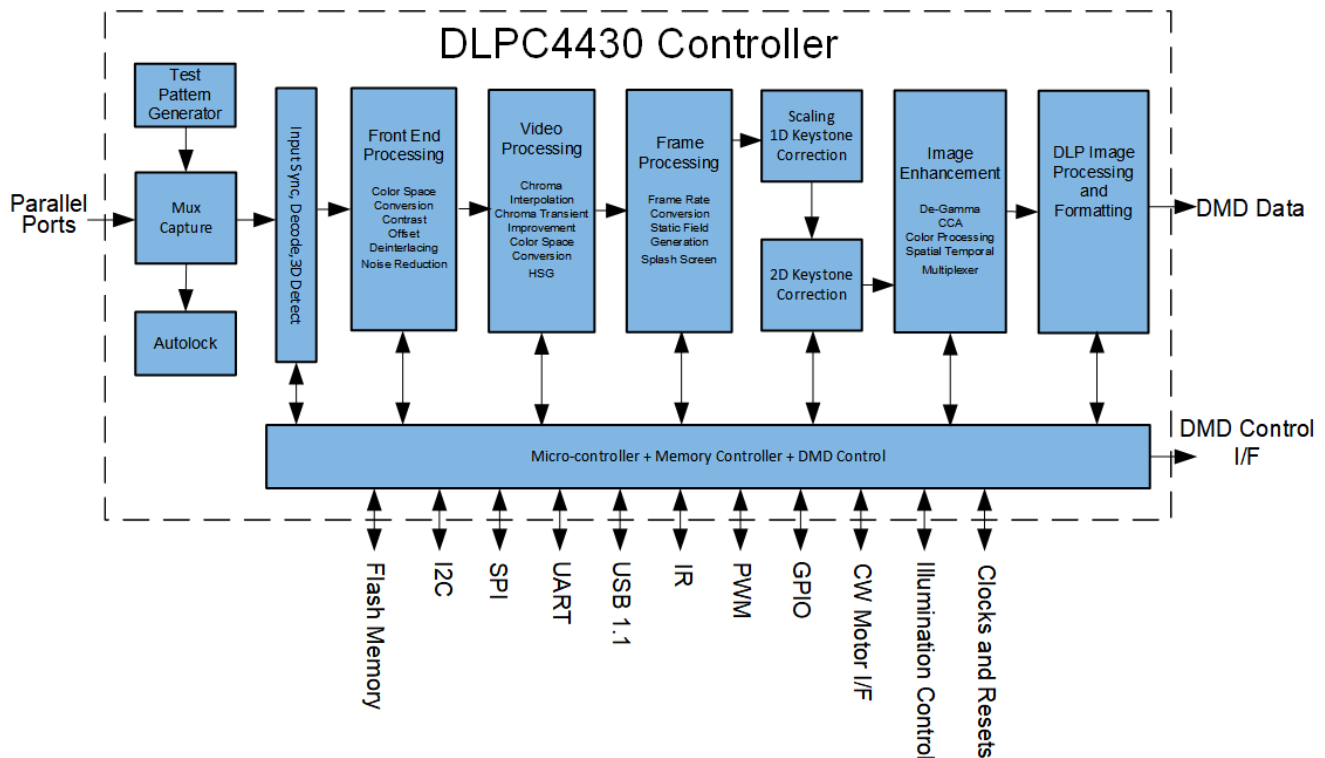 DLPC4430 Controller
Parallel
Ports
Test
Pattern
Generator
Mux
Capture
Autolock
Input Sync, Decode,3D Detect
Front End
Processing
Color Space
Conversion
Contrast
Offset
Deinterlacing
Noise Reduction
Video
Processing
Chroma
Interpolation
Chroma Transient
Improvement
Color Space
Conversion
HSG
Frame
Processing
Frame Rate
Conversion
Static Field
Generation
Splash Screen
Scaling
1D Keystone
Correction
2D Keystone
Correction
Image
Enhancement
De-Gamma
CCA
Color Processing
Spatial Temporal
Multiplexer
DLP Image
Processing
and
Formatting
DMD Data
Micro-controller + Memory Controller + DMD Control
DMD Control
I/F
Flash Memory
I2C
SPI
UART
USB 1.1
IR
PWM
GPIO
CW Motor I/F
Illumination Control
Clocks and Resets